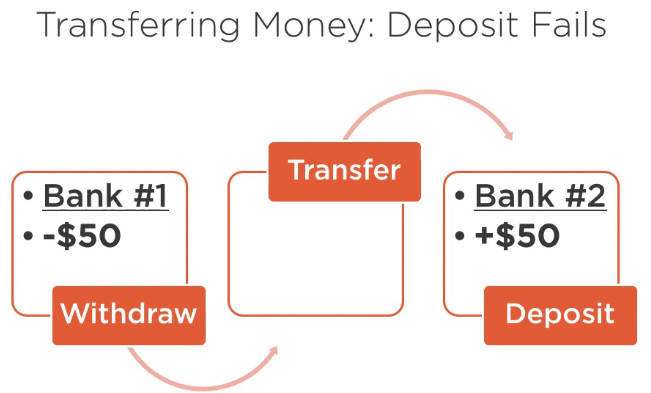 Transferring Money: Deposit Fails
• Bank #1
• -$50
Withdraw
Transfer
• Bank #2
• +$50
Deposit